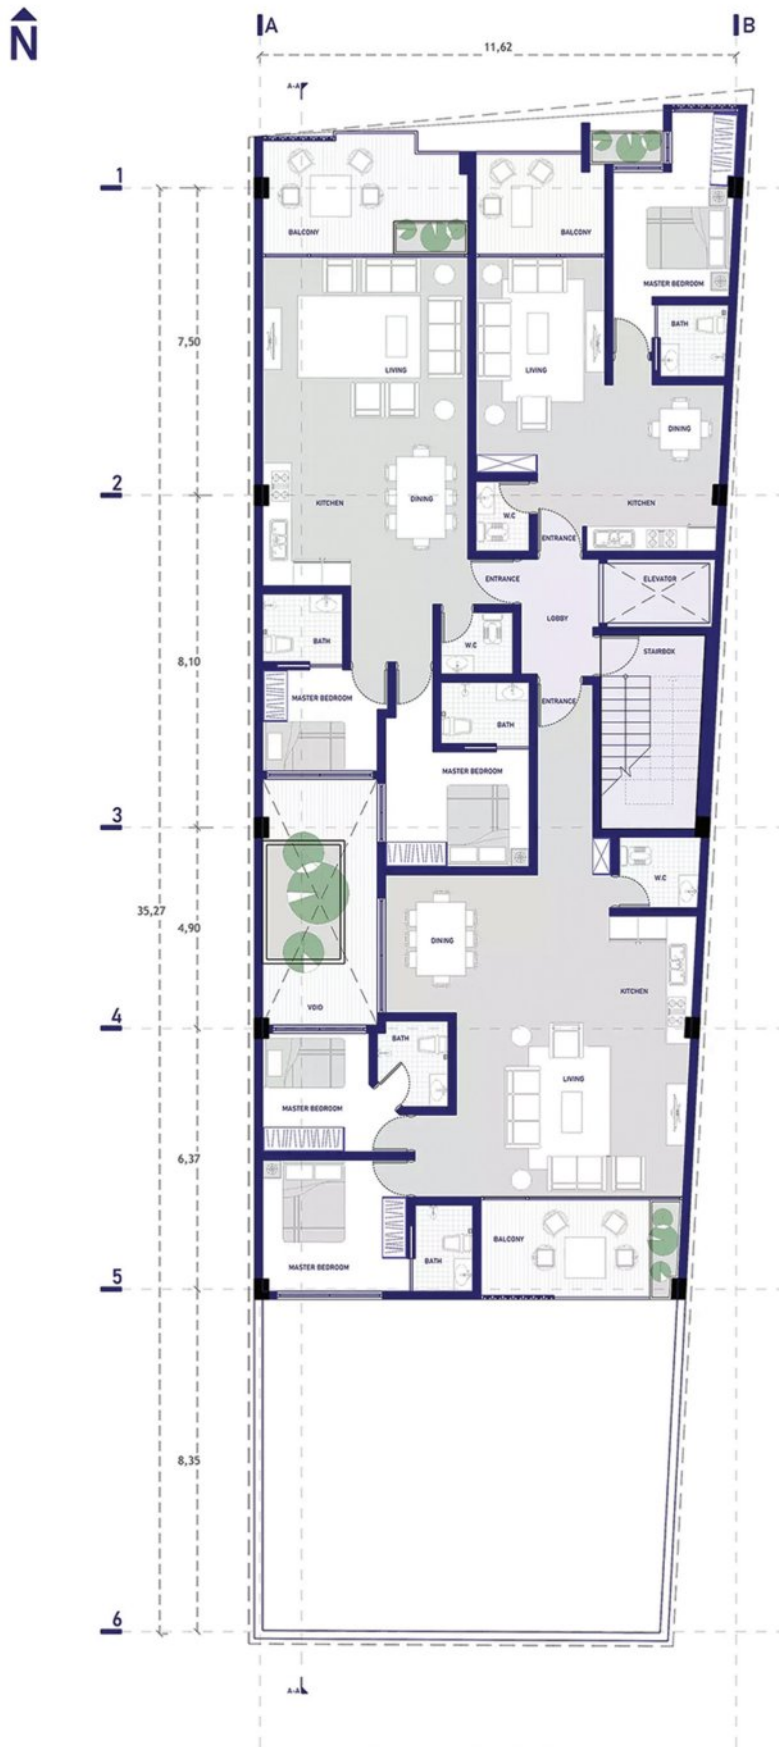 N
A
B
11,62
A-A
1
BALCONY
BALCONY
MASTER BEDROOM
BATH
7,50
LIVING
LIVING
DINING
2
KITCHEN
DINING
KITCHEN
W.C
ENTRANCE
ENTRANCE
ELEVATOR
LOBBY
BATH
W.C
STAIRBOX
8,10
MASTER BEDROOM
ENTRANCE
BATH
MASTER BEDROOM
3
W.C
35,27
4,90
DINING
KITCHEN
VOID
4
BATH
LIVING
MASTER BEDROOM
6,37
BALCONY
BATH
MASTER BEDROOM
5
8,35
6
A-A